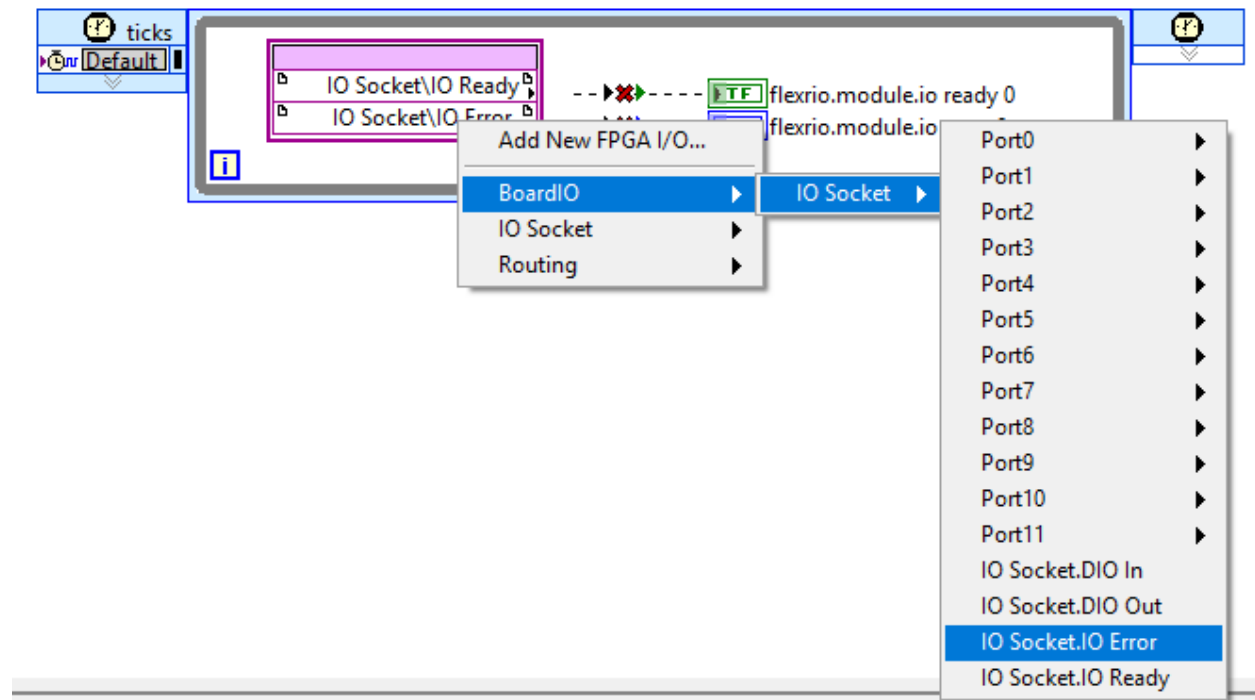 ticks
Default
IO Socket\IO Ready
IO Socket\IO Error
TF
flexrio.module.io ready 0
flexrio.module.io
i
Add New FPGA I/O...
BoardIO
IO Socket
Routing
IO Socket
Port0
Port1
Port2
Port3
Port4
Port5
Port6
Port7
Port8
Port9
Port10
Port11
IO Socket.DIO In
IO Socket.DIO Out
IO Socket.IO Error
IO Socket.IO Ready